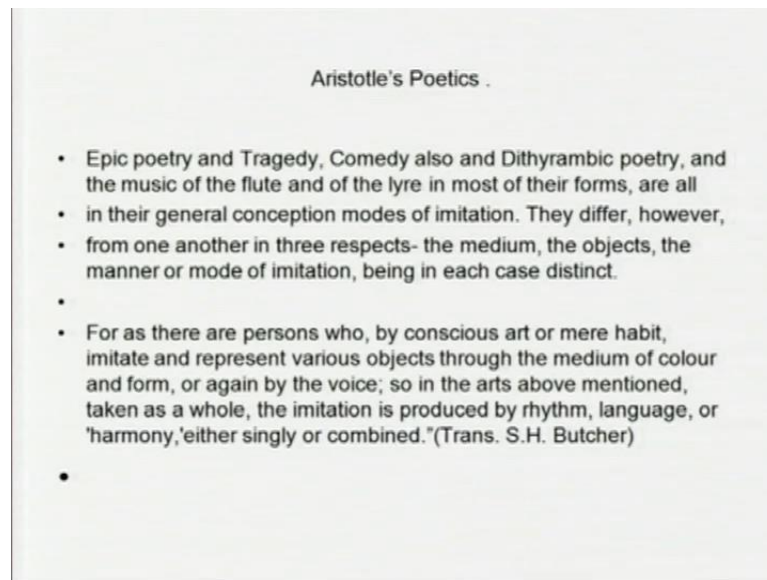 Aristotle's Poetics .
• Epic poetry and Tragedy, Comedy also and Dithyrambic poetry, and
the music of the flute and of the lyre in most of their forms, are all
• in their general conception modes of imitation. They differ, however,
• from one another in three respects- the medium, the objects, the
manner or mode of imitation, being in each case distinct.
•
• For as there are persons who, by conscious art or mere habit,
imitate and represent various objects through the medium of colour
and form, or again by the voice; so in the arts above mentioned,
taken as a whole, the imitation is produced by rhythm, language, or
'harmony,'either singly or combined."(Trans. S.H. Butcher)
•